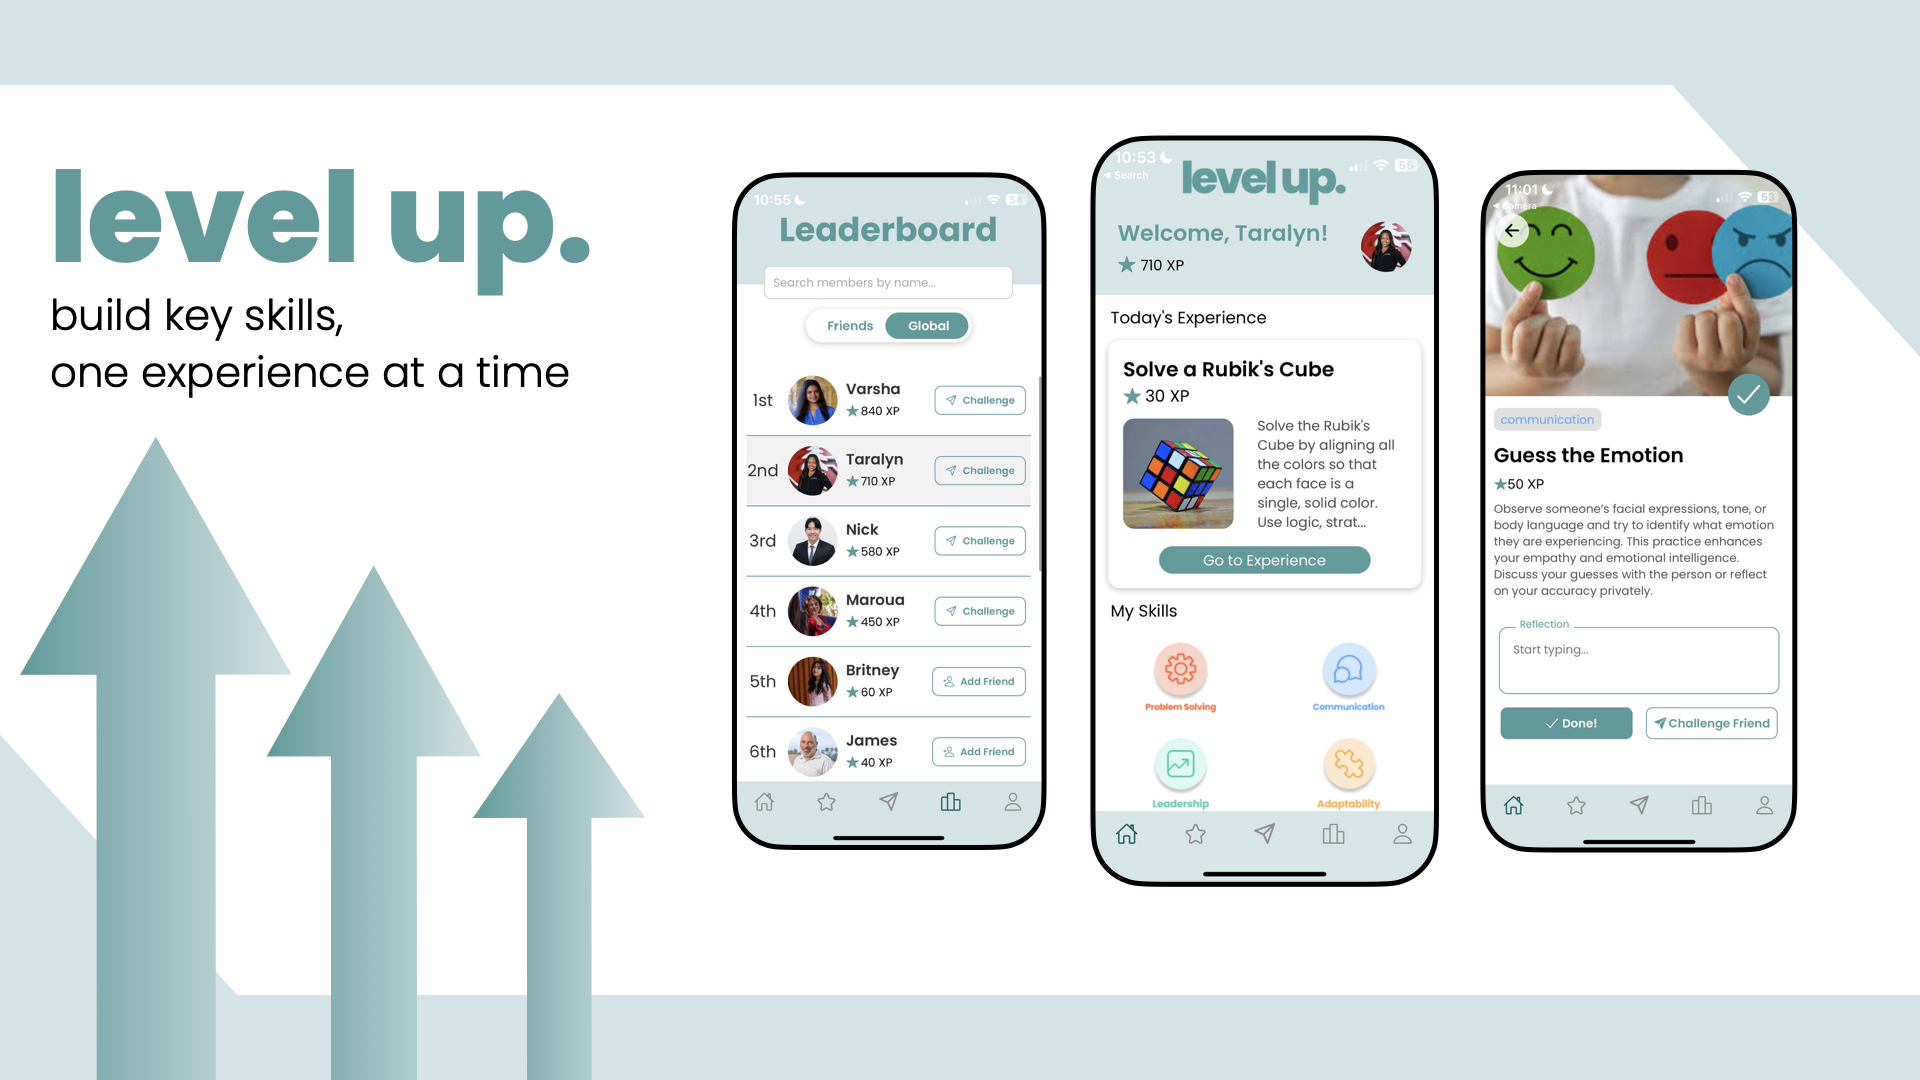 level up.
build key skills,
one experience at a time
10:55
54
Leaderboard
Search members by name...
Friends
Global
1st
Varsha
840 XP
Challenge
2nd
Taralyn
710 XP
Challenge
3rd
Nick
580 XP
Challenge
4th
Maroua
450 XP
Challenge
5th
Britney
60 XP
Add Friend
6th
James
40 XP
Add Friend
10:53
55
Search
level up.
Welcome, Taralyn!
710 XP
Today's Experience
Solve a Rubik's Cube
30 XP
Solve the Rubik's
Cube by aligning all
the colors so that
each face is a
single, solid color.
Use logic, strat...
Go to Experience
My Skills
Problem Solving
Communication
Leadership
Adaptability
11:01
Camera
communication
Guess the Emotion
50 XP
Observe someone's facial expressions, tone, or
body language and try to identify what emotion
they are experiencing. This practice enhances
your empathy and emotional intelligence.
Discuss your guesses with the person or reflect
on your accuracy privately.
Reflection
Start typing...
Done!
Challenge Friend